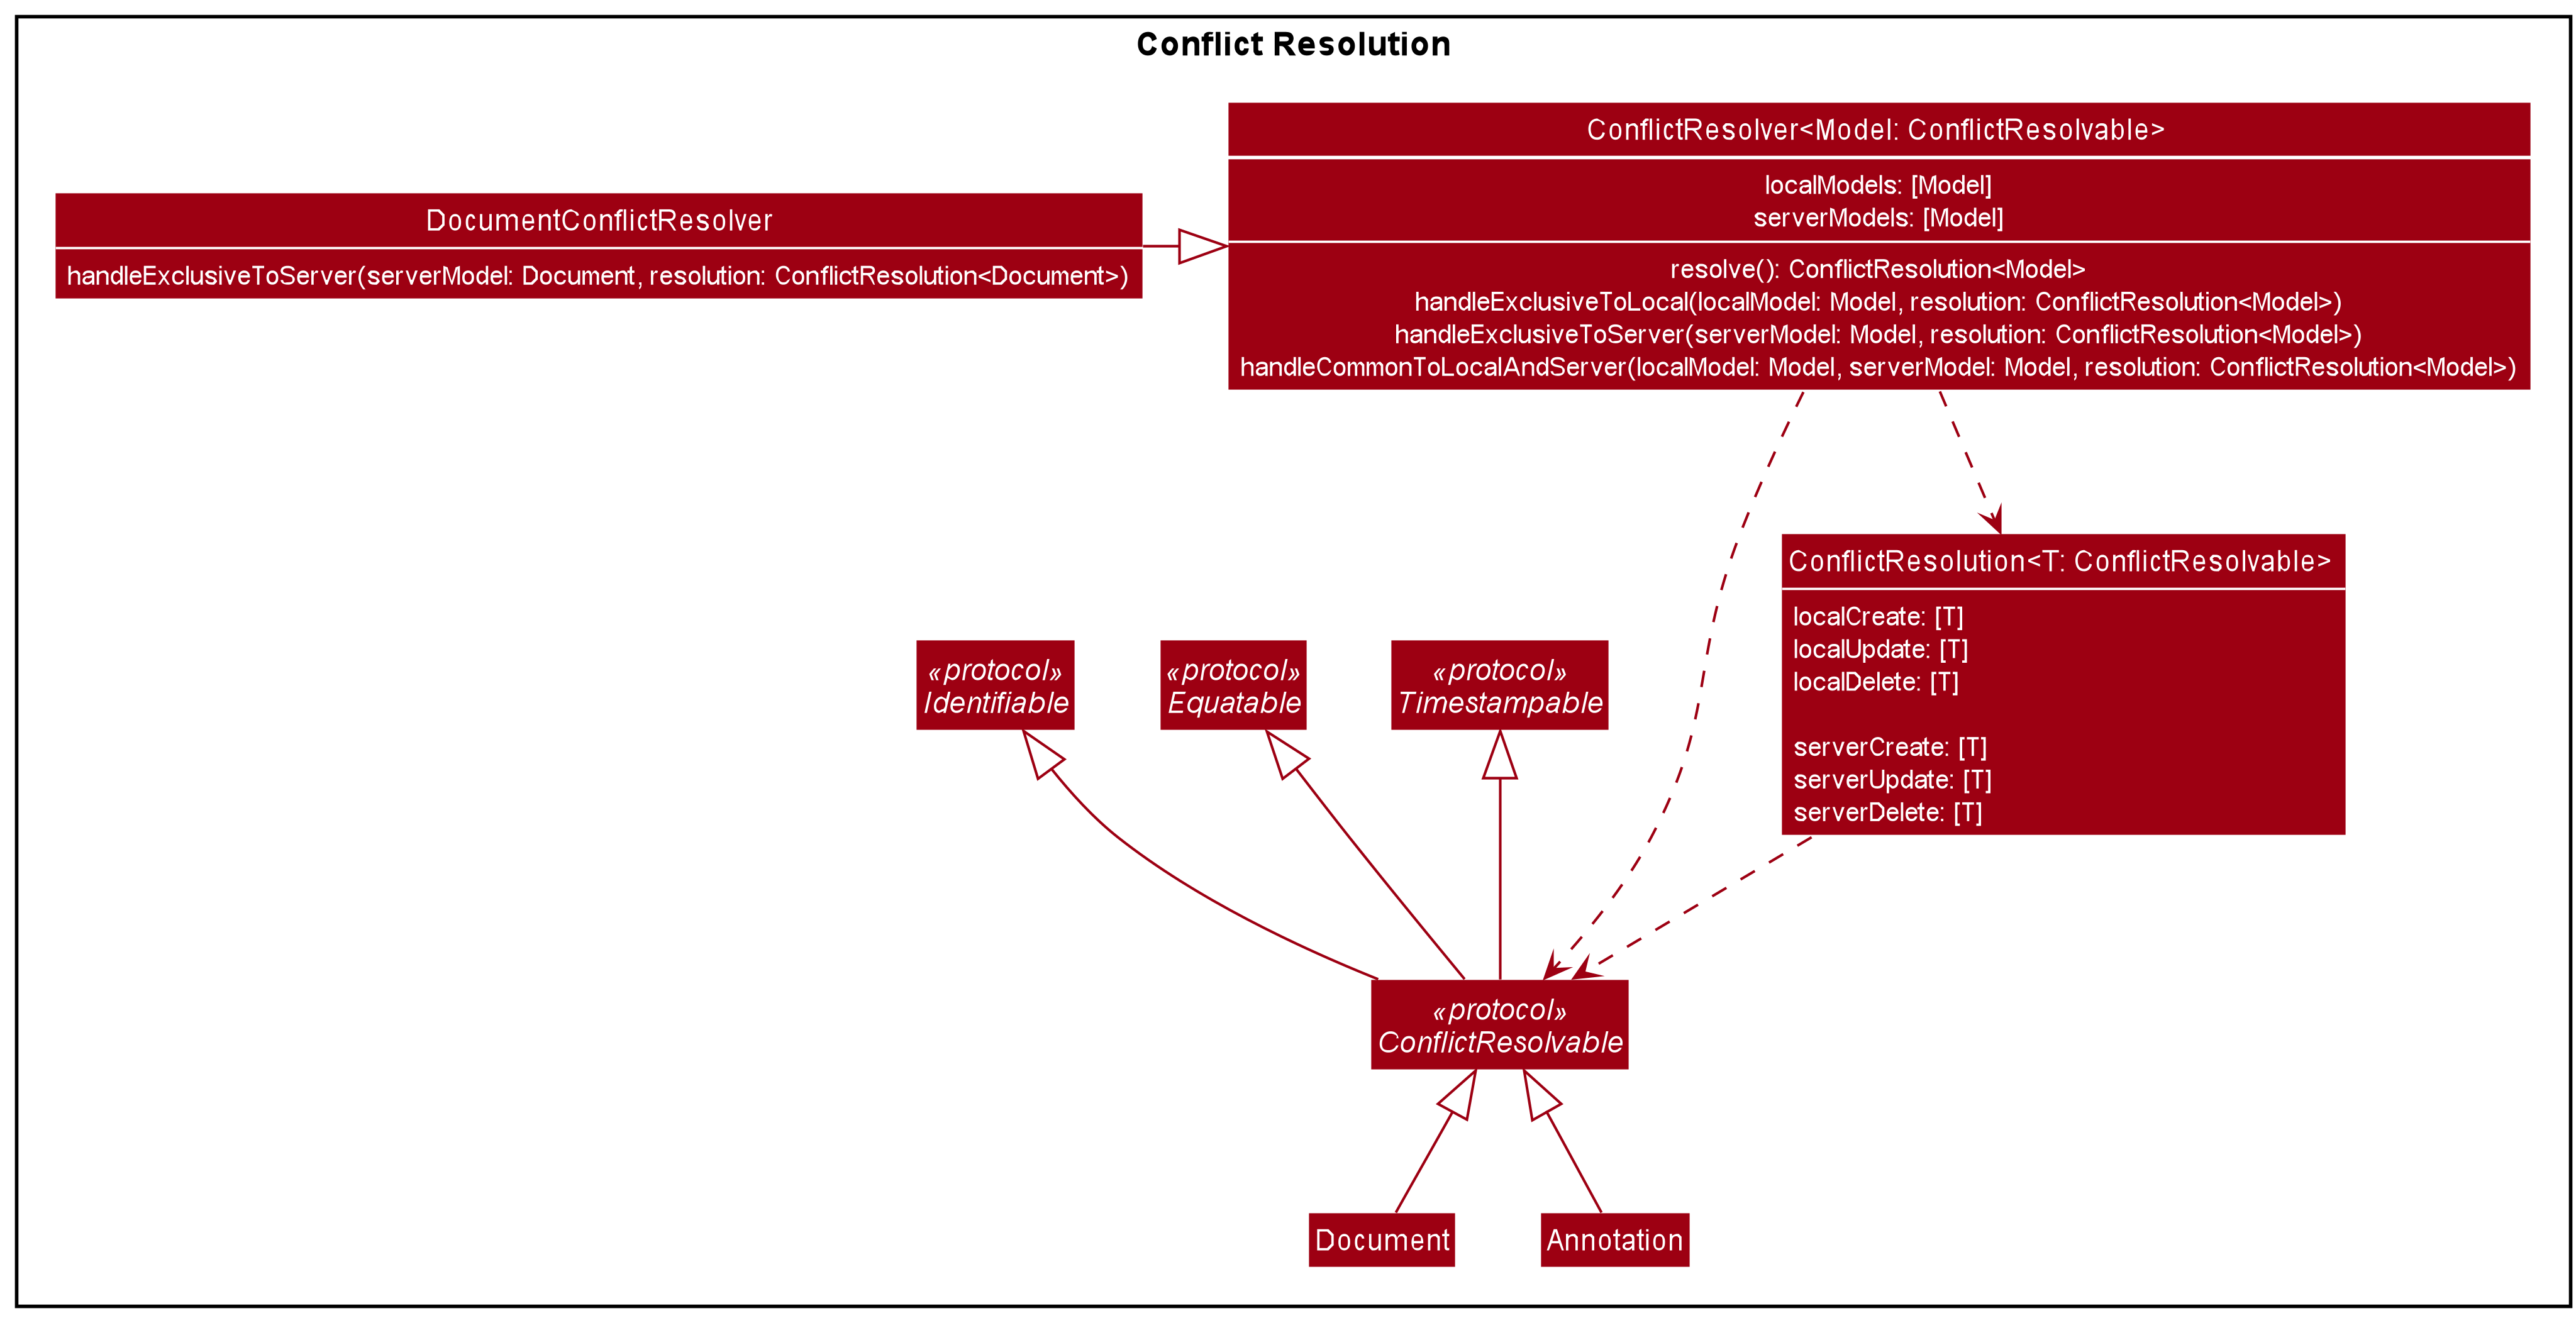 Conflict Resolution
DocumentConflictResolver
handleExclusiveToServer(serverModel: Document, resolution: ConflictResolution<Document>)
ConflictResolver<Model: ConflictResolvable>
localModels: [Model]
serverModels: [Model]
resolve(): ConflictResolution<Model>
handleExclusiveToLocal(localModel: Model, resolution: ConflictResolution<Model>)
handleExclusiveToServer(serverModel: Model, resolution: ConflictResolution<Model>)
handleCommonToLocalAndServer(localModel: Model, serverModel: Model, resolution: ConflictResolution<Model>)
ConflictResolution<T: ConflictResolvable>
localCreate: [T]
localUpdate: [T]
localDelete: [T]
serverCreate: [T]
serverUpdate: [T]
serverDelete: [T]
«protocol»
Identifiable
«protocol»
Equatable
«protocol»
Timestampable
«protocol»
ConflictResolvable
Document
Annotation